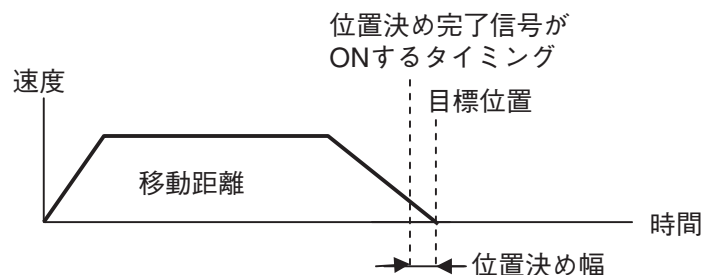 位置決め完了信号が
ONするタイミング
速度
目標位置
移動距離
時間
位置決め幅